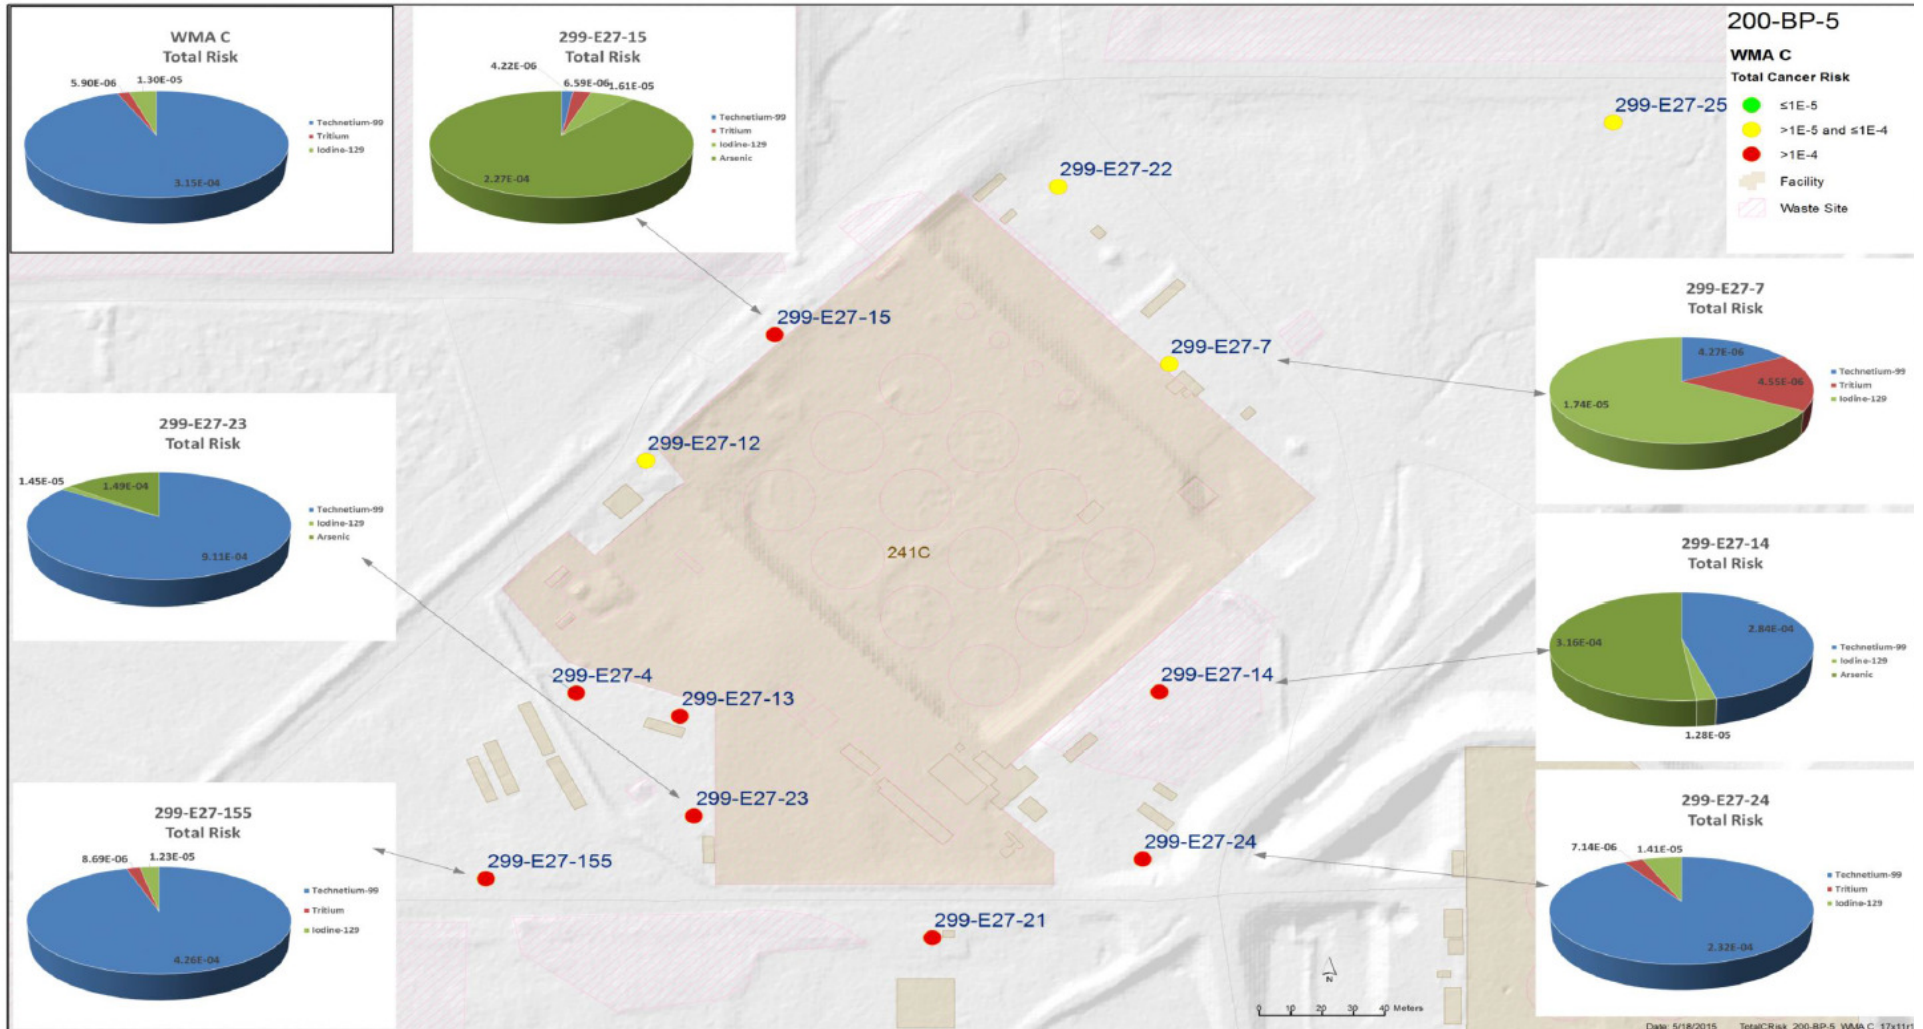 WMA C
Total Risk
5.90E-06
1.30E-05
3.15E-04
Technetium-99
Tritium
Iodine-129
299-E27-15
Total Risk
4.22E-06
6.59E-06
1.61E-05
2.27E-04
Technetium-99
Tritium
Iodine-129
Arsenic
200-BP-5
WMA C
Total Cancer Risk
≤1E-5
>1E-5 and ≤1E-4
>1E-4
Facility
Waste Site
299-E27-25
299-E27-22
299-E27-15
299-E27-7
299-E27-12
241C
299-E27-4
299-E27-13
299-E27-14
299-E27-23
299-E27-24
299-E27-155
299-E27-21
299-E27-7
Total Risk
4.27E-06
4.55E-06
1.74E-05
Technetium-99
Tritium
Iodine-129
299-E27-23
Total Risk
1.45E-05
1.49E-04
9.11E-04
Technetium-99
Iodine-129
Arsenic
299-E27-14
Total Risk
3.16E-04
2.84E-04
1.28E-05
Technetium-99
Iodine-129
Arsenic
299-E27-155
Total Risk
8.69E-06
1.23E-05
4.26E-04
Technetium-99
Tritium
Iodine-129
299-E27-24
Total Risk
7.14E-06
1.41E-05
2.32E-04
Technetium-99
Tritium
Iodine-129
N
0 10 20 30 40 Meters
Date: 5/18/2015